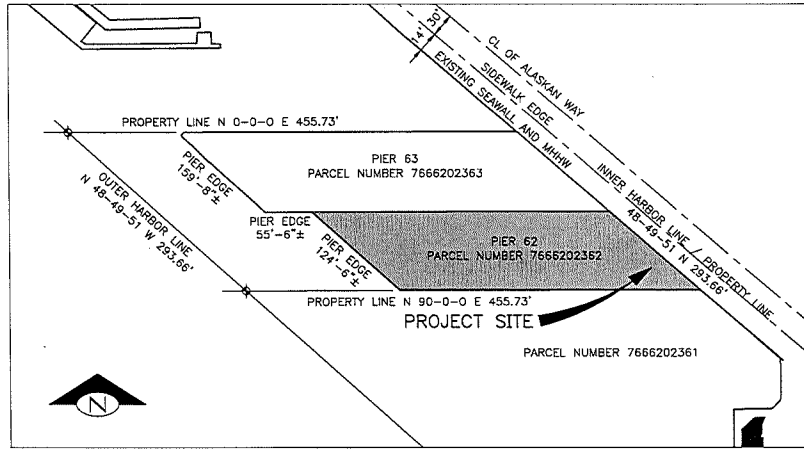 30'
14'
CL OF ALASKAN WAY
SIDEWALK EDGE
EXISTING SEAWALL AND MHHW
INNER HARBOR LINE / PROPERTY LINE
48-49-51 N 293.66'
PROPERTY LINE N 0-0-0 E 455.73'
PIER 63
PARCEL NUMBER 7666202363
PIER EDGE
159'-8"±
OUTER HARBOR LINE
N 48-49-51 W 293.66'
PIER EDGE
55'-6"±
PIER EDGE
124'-6"±
PIER 62
PARCEL NUMBER 7666202362
PROPERTY LINE N 90-0-0 E 455.73'
PROJECT SITE
PARCEL NUMBER 7666202361
N